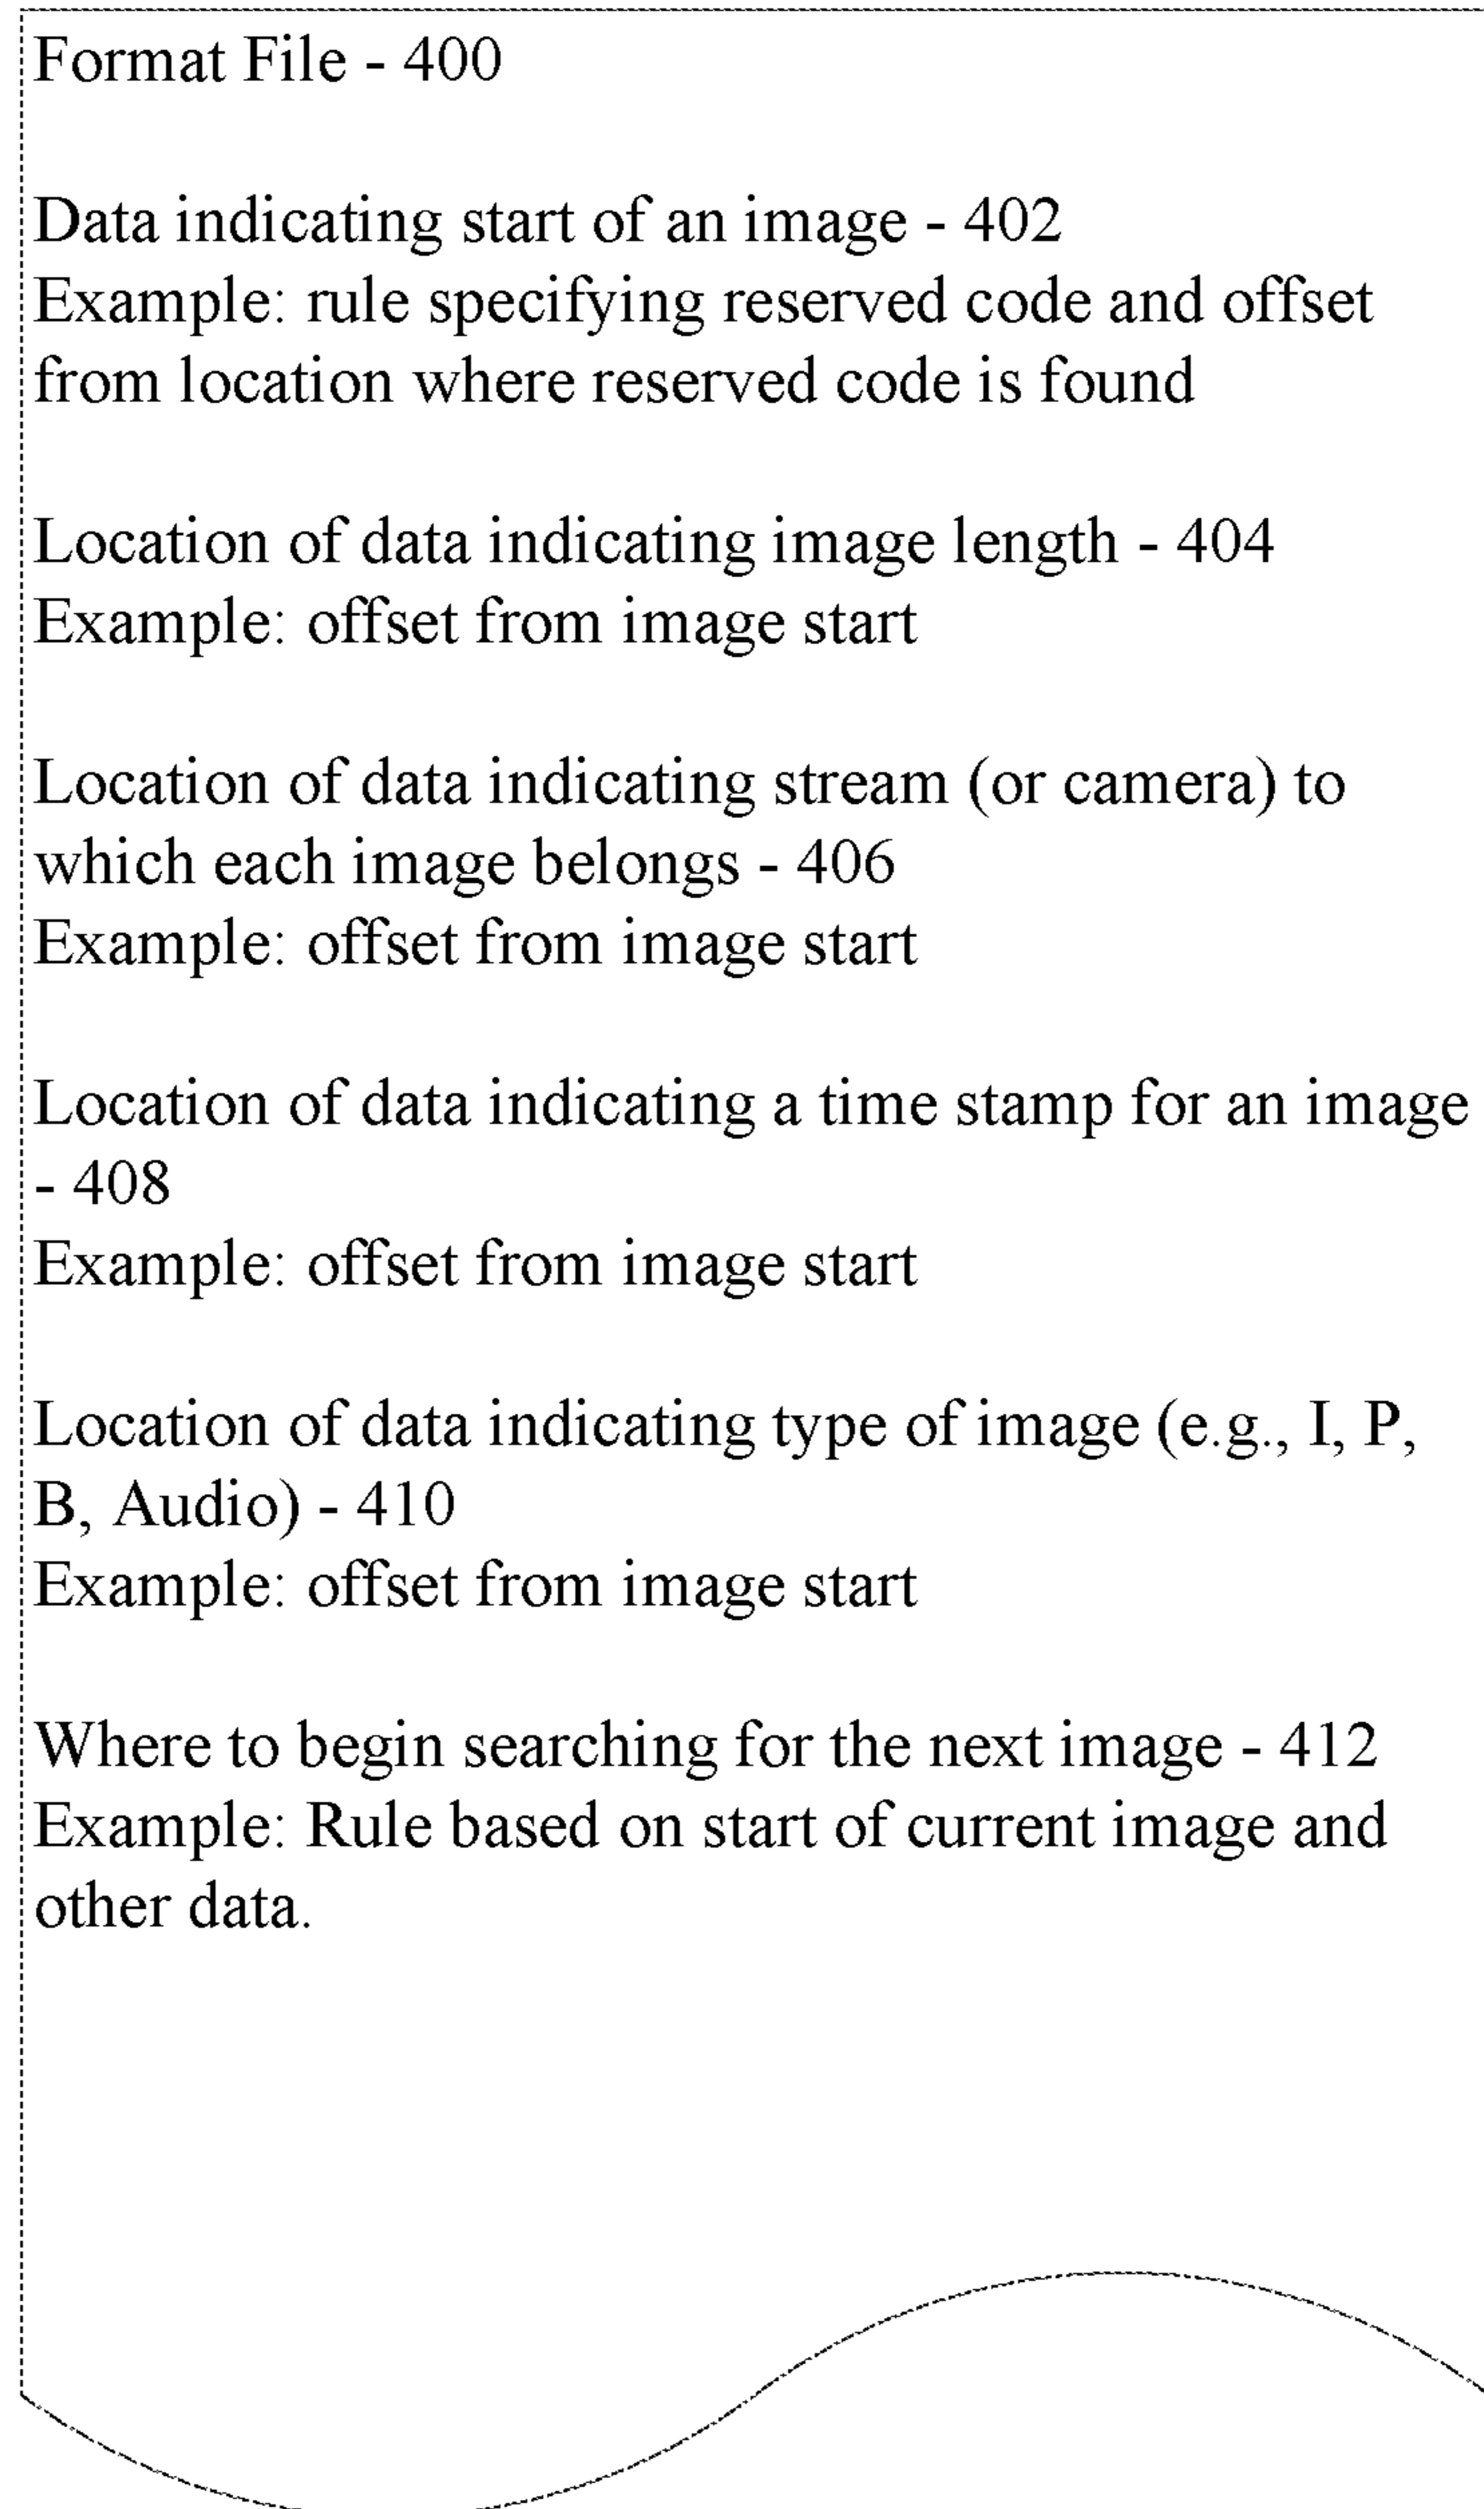 Format File - 400
Data indicating start of an image - 402
Example: rule specifying reserved code and offset
from location where reserved code is found
Location of data indicating image length - 404
Example: offset from image start
Location of data indicating stream (or camera) to
which each image belongs - 406
Example: offset from image start
Location of data indicating a time stamp for an image
- 408
Example: offset from image start
Location of data indicating type of image (e.g., I, P,
B, Audio) - 410
Example: offset from image start
Where to begin searching for the next image - 412
Example: Rule based on start of current image and
other data.